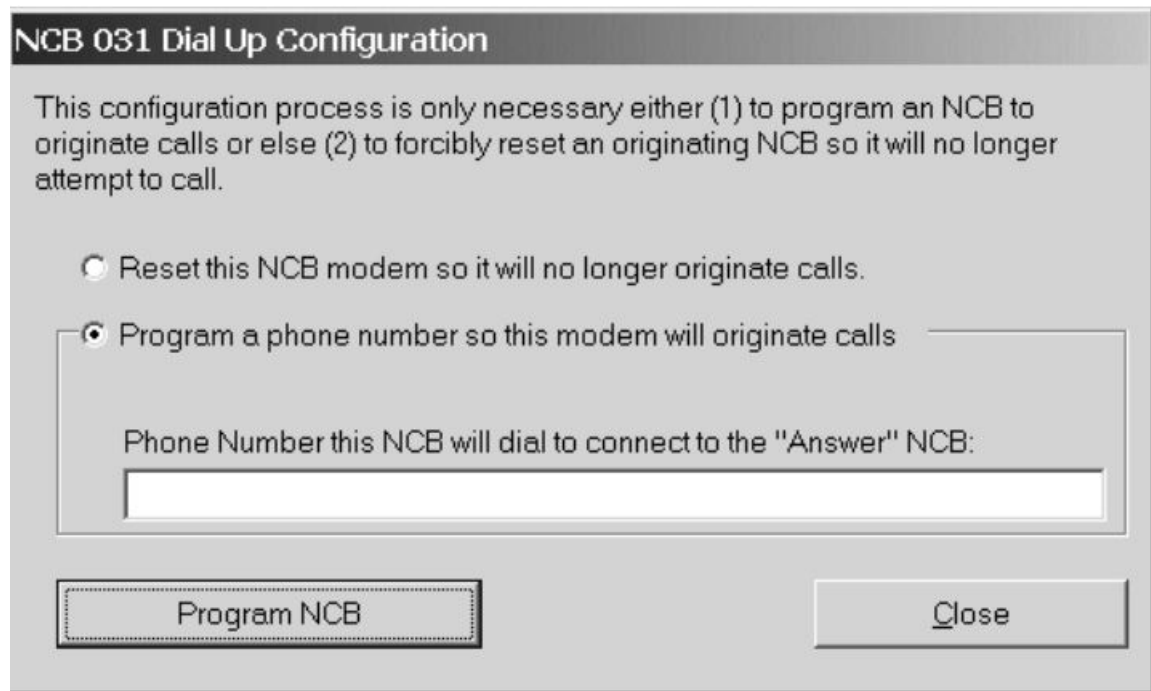 NCB 031 Dial Up Configuration
This configuration process is only necessary either (1) to program an NCB to
originate calls or else (2) to forcibly reset an originating NCB so it will no longer
attempt to call.
Reset this NCB modem so it will no longer originate calls.
Program a phone number so this modem will originate calls
Phone Number this NCB will dial to connect to the "Answer" NCB:
Program NCB
Close